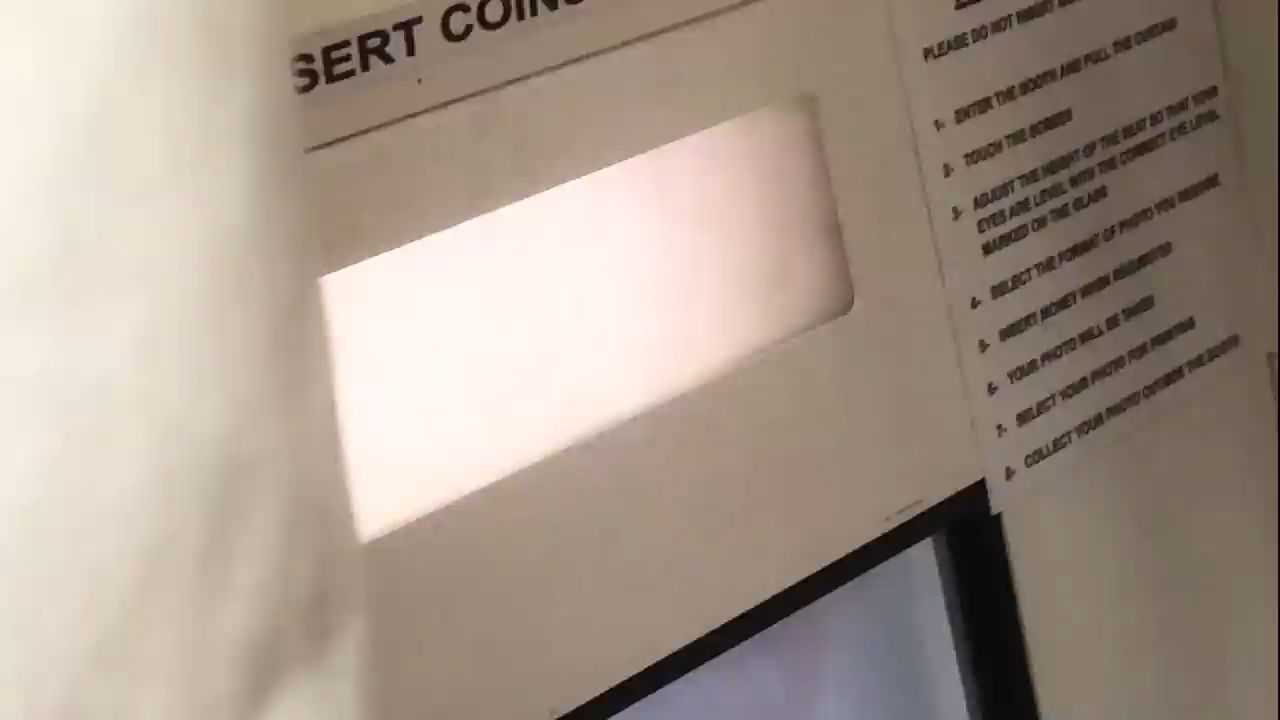 SERT COINS
PLEASE DO NOT
1- ENTER THE BOOTH AND PULL THE CURTAIN
2- TOUCH THE SCREEN
3- ADJUST THE HEIGHT OF THE SEAT SO THAT YOUR
EYES ARE LEVEL WITH THE CORRECT EYE LEVEL
MARKED ON THE GLASS
4- SELECT THE FORMAT OF PHOTO YOU REQUIRE
5- INSERT MONEY WHEN REQUESTED
6- YOUR PHOTO WILL BE TAKEN
7- SELECT YOUR PHOTO FOR PRINTING
8- COLLECT YOUR PHOTO OUTSIDE THE BOOTH